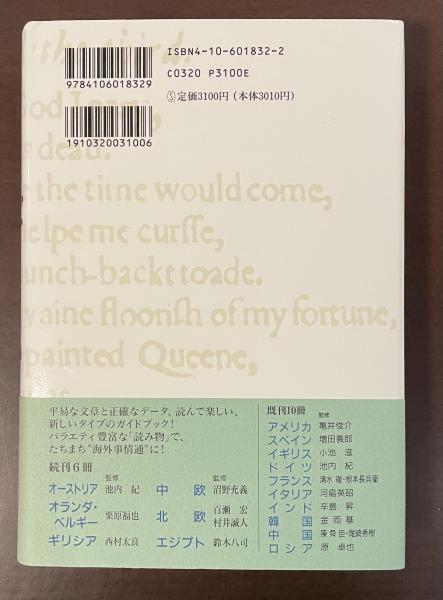 the third.
ISBN4-10-601832-2
C0320 P3100E
9784106018329
Ⓢ定価3100円（本体3010円）
1910320031006
s dead.
e the time would come,
elpe me cursse,
unch-backt toade.
aine floorish of my fortune,
painted Queene,
平易な文章と正確なデータ、読んで楽しい、
新しいタイプのガイドブック！
バラエティ豊富な「読み物」で、
たちまち“海外事情通”に！
続刊6冊
監修
オーストリア 池内 紀
オランダ・ベルギー 栗原福也
ギリシア 西村太良
監修
中欧 沼野充義
北欧 百瀬 宏 村井誠人
エジプト 鈴木八司
既刊10冊 監修
アメリカ 亀井俊介
スペイン 増田義郎
イギリス 小池 滋
ドイツ 池内 紀
フランス 清水 徹・根本長兵衛
イタリア 河島英昭
インド 辛島 昇
韓国 金 両基
中国 陳 舜臣・尾崎秀樹
ロシア 原 卓也